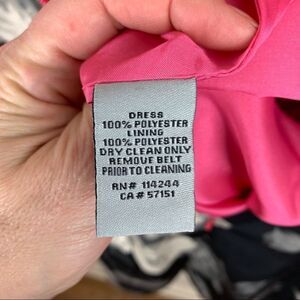 DRESS
100% POLYESTER
LINING
100% POLYESTER
DRY CLEAN ONLY
REMOVE BELT
PRIOR TO CLEANING
RN# 114244
CA# 57151